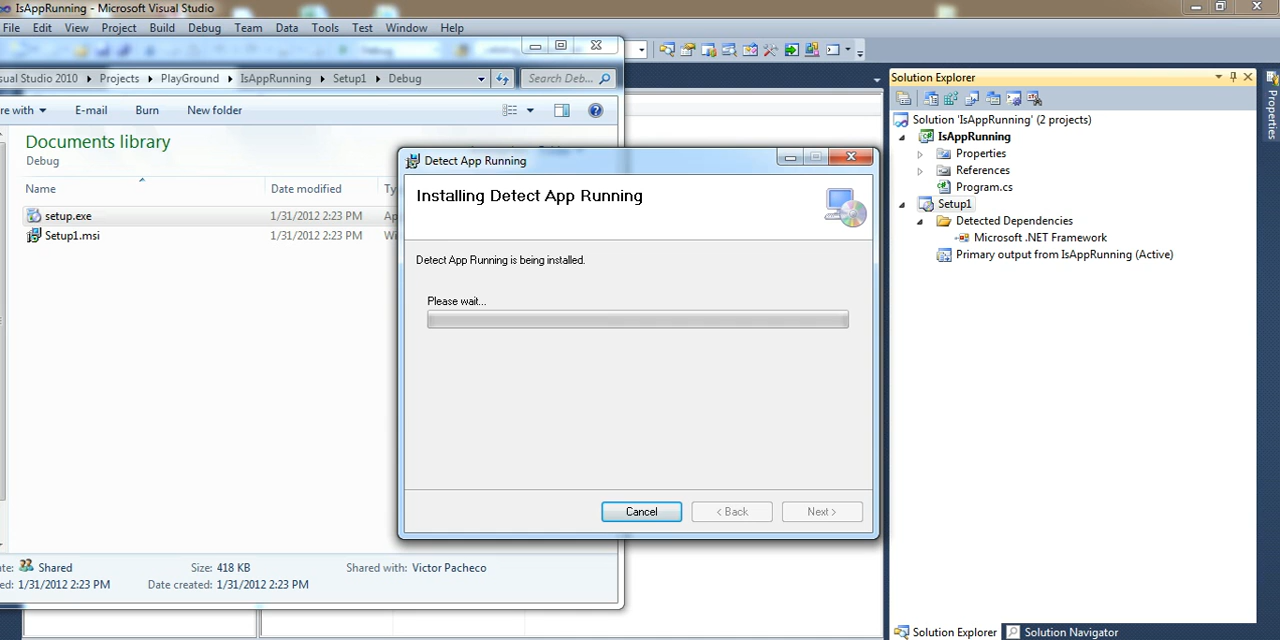 IsAppRunning - Microsoft Visual Studio
File Edit View Project Build Debug Team Data Tools Test Window Help
sual Studio 2010 Projects PlayGround IsAppRunning Setup1 Debug
Search Deb...
re with E-mail Burn New folder
Documents library
Debug
Name Date modified Ty
setup.exe 1/31/2012 2:23 PM Ap
Setup1.msi 1/31/2012 2:23 PM Wi
ate: Shared Size: 418 KB Shared with: Victor Pacheco
ed: 1/31/2012 2:23 PM Date created: 1/31/2012 2:23 PM
Detect App Running
Installing Detect App Running
Detect App Running is being installed.
Please wait...
Cancel < Back Next >
Solution Explorer
Solution 'IsAppRunning' (2 projects)
IsAppRunning
Properties
References
Program.cs
Setup1
Detected Dependencies
Microsoft .NET Framework
Primary output from IsAppRunning (Active)
Solution Explorer Solution Navigator
Properties